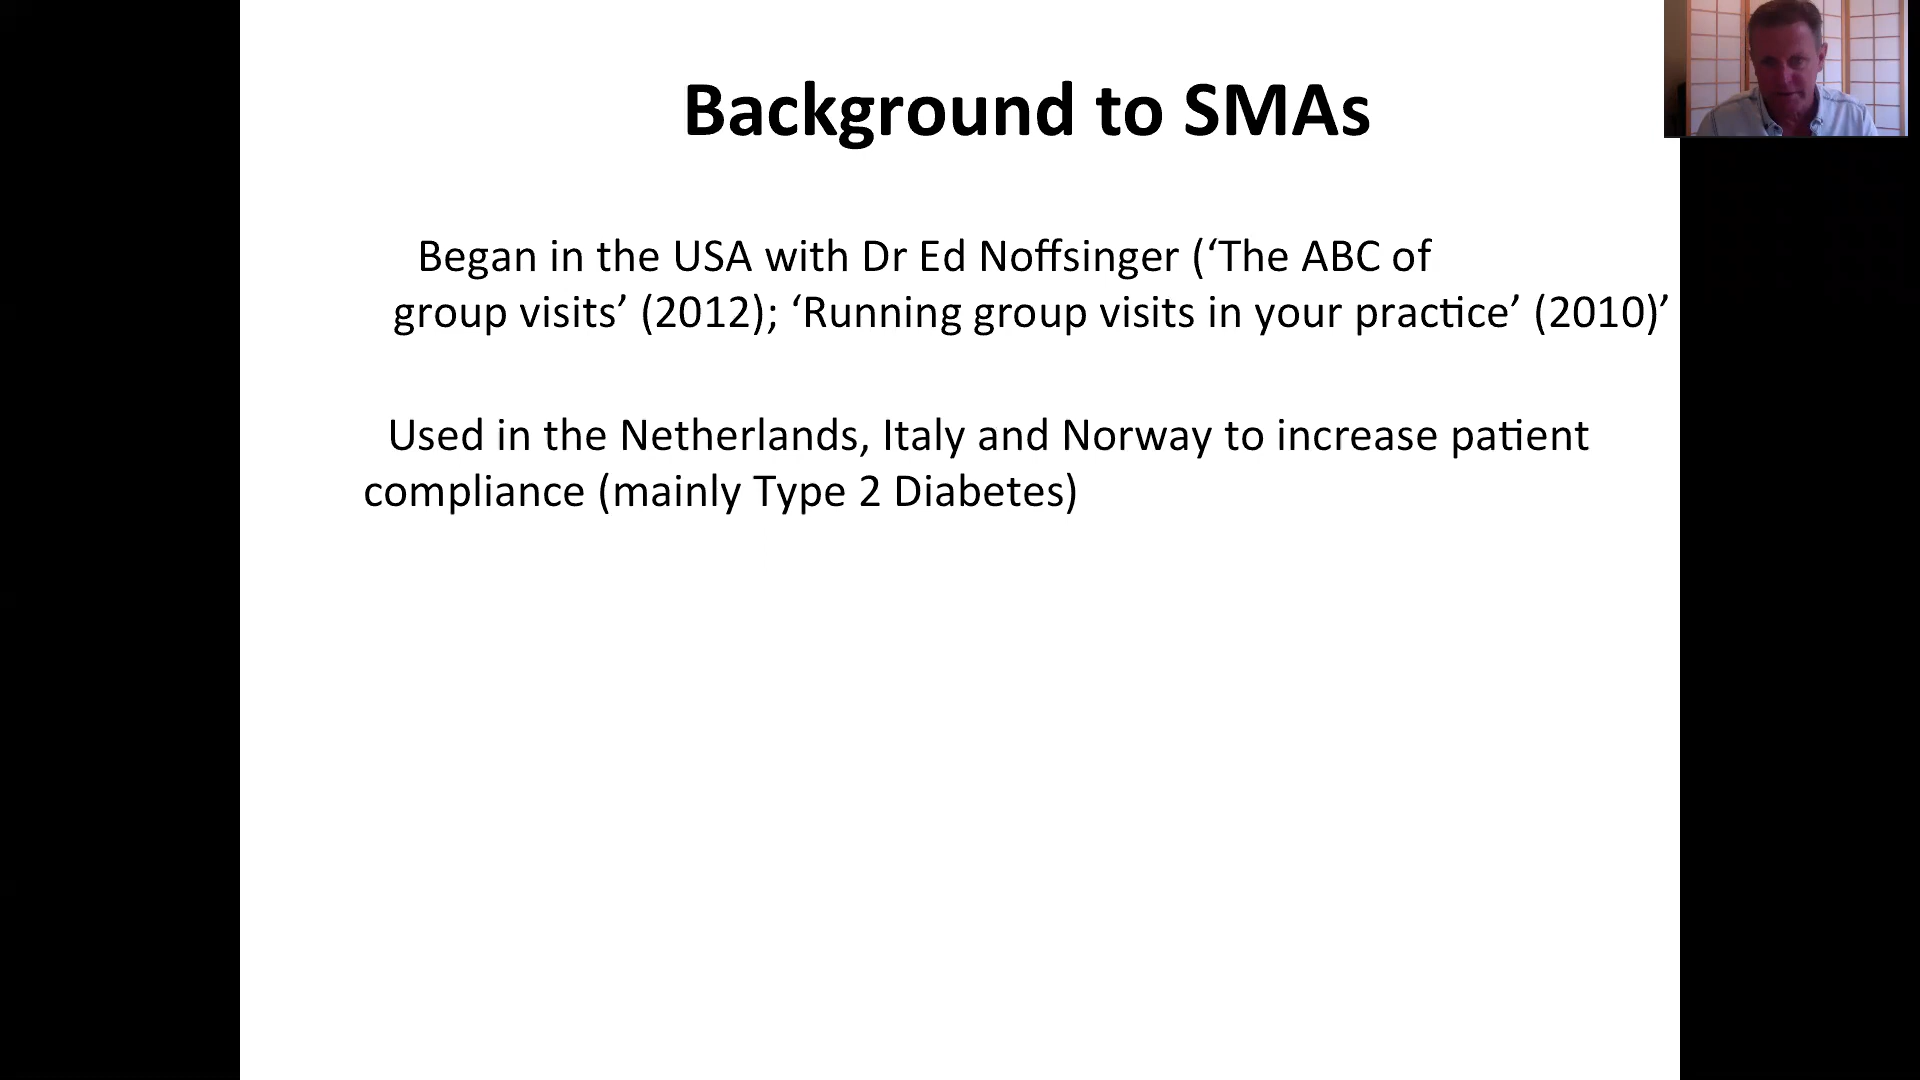 Background to SMAs
Began in the USA with Dr Ed Noffsinger (‘The ABC of
group visits’ (2012); ‘Running group visits in your practice’ (2010)’
Used in the Netherlands, Italy and Norway to increase patient
compliance (mainly Type 2 Diabetes)